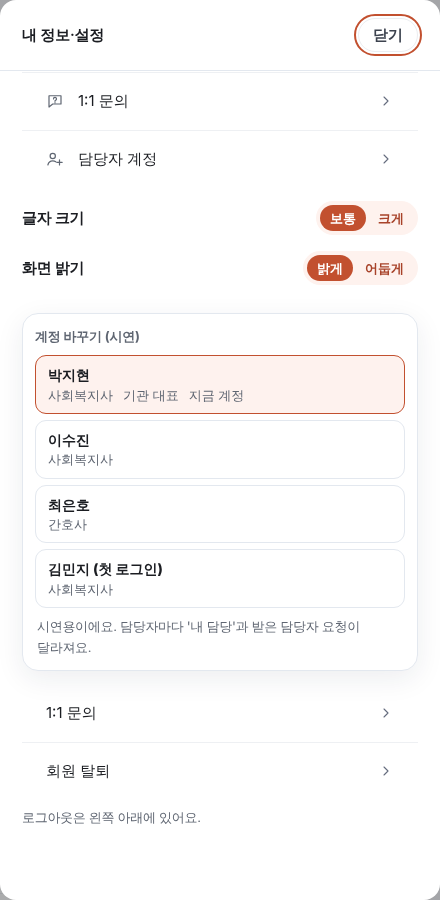 내 정보·설정
닫기
1:1 문의
담당자 계정
글자 크기
보통 크게
화면 밝기
밝게 어둡게
계정 바꾸기 (시연)
박지현
사회복지사 기관 대표 지금 계정
이수진
사회복지사
최은호
간호사
김민지 (첫 로그인)
사회복지사
시연용이에요. 담당자마다 '내 담당'과 받은 담당자 요청이
달라져요.
1:1 문의
회원 탈퇴
로그아웃은 왼쪽 아래에 있어요.